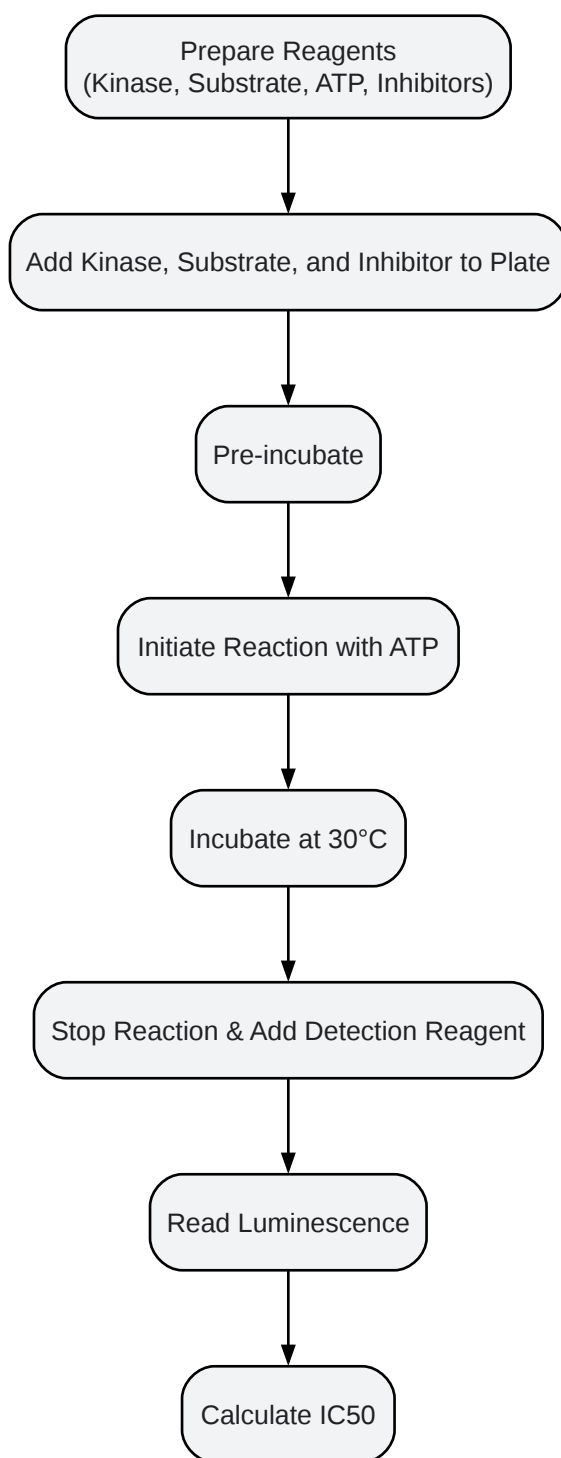 Prepare Reagents
(Kinase, Substrate, ATP, Inhibitors)
Add Kinase, Substrate, and Inhibitor to Plate
Pre-incubate
Initiate Reaction with ATP
Incubate at 30°C
Stop Reaction & Add Detection Reagent
Read Luminescence
Calculate IC50